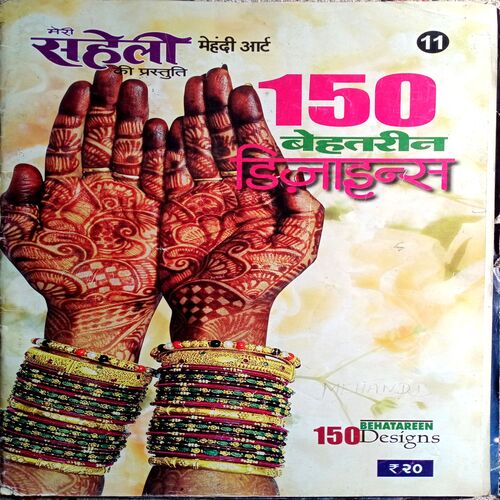 मेरी
सहेली मेहंदी आर्ट
की प्रस्तुति
11
150
बेहतरीन
डिज़ाइन्स
MEHANDI
BEHATAREEN
150 Designs
₹ २०